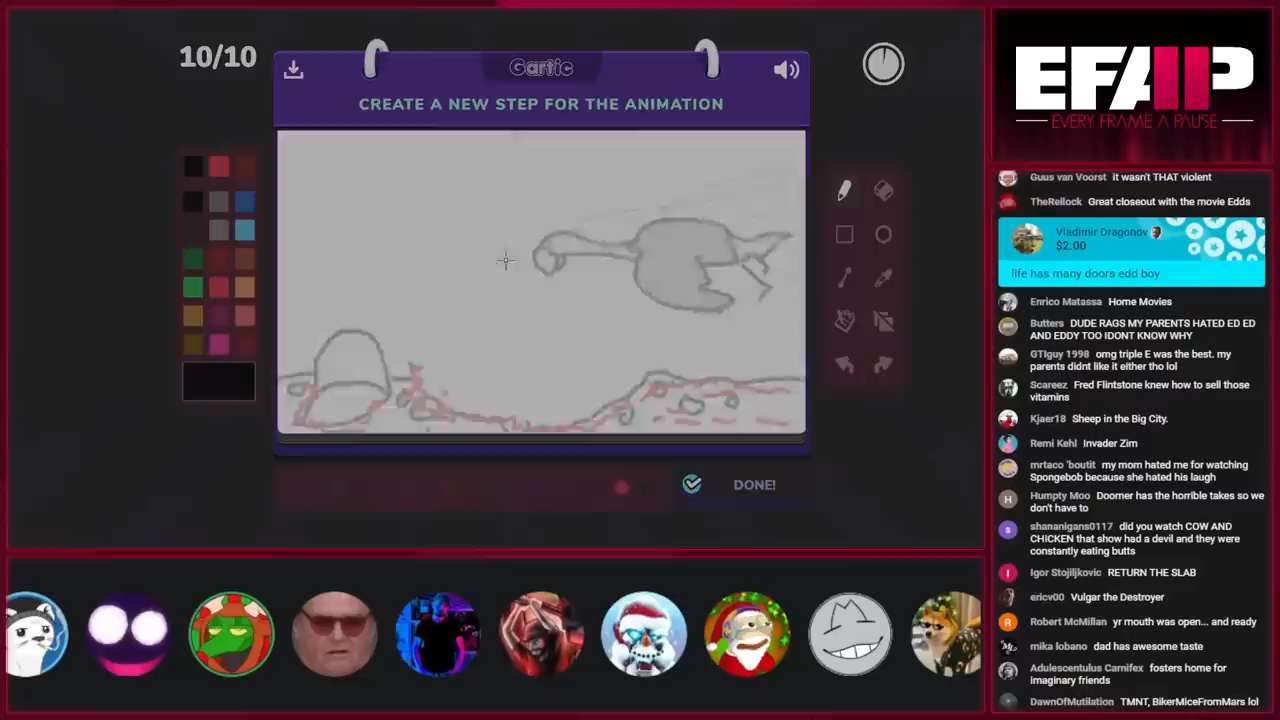 10/10
Gartic
CREATE A NEW STEP FOR THE ANIMATION
DONE!
EFAP
EVERY FRAME A PAUSE
Guus van Voorst it wasn't THAT violent
TheReilock Great closeout with the movie Edds
Vladimir Dragonov
$2.00
life has many doors edd boy
Enrico Matassa Home Movies
Butters DUDE RAGS MY PARENTS HATED ED ED
AND EDDY TOO IDONT KNOW WHY
GTIguy 1998 omg triple E was the best. my
parents didnt like it either tho lol
Scareez Fred Flintstone knew how to sell those
vitamins
Kjaer18 Sheep in the Big City.
Remi Kehl Invader Zim
mrtaco 'boutit my mom hated me for watching
Spongebob because she hated his laugh
H
Humpty Moo Doomer has the horrible takes so we
don't have to
s
shananigans0117 did you watch COW AND
CHICKEN that show had a devil and they were
constantly eating butts
I
Igor Stojiljkovic RETURN THE SLAB
ericv00 Vulgar the Destroyer
R
Robert McMillan yr mouth was open... and ready
mika lobano dad has awesome taste
Adulescentulus Carnifex fosters home for
imaginary friends
DawnOfMutilation TMNT, BikerMiceFromMars lol